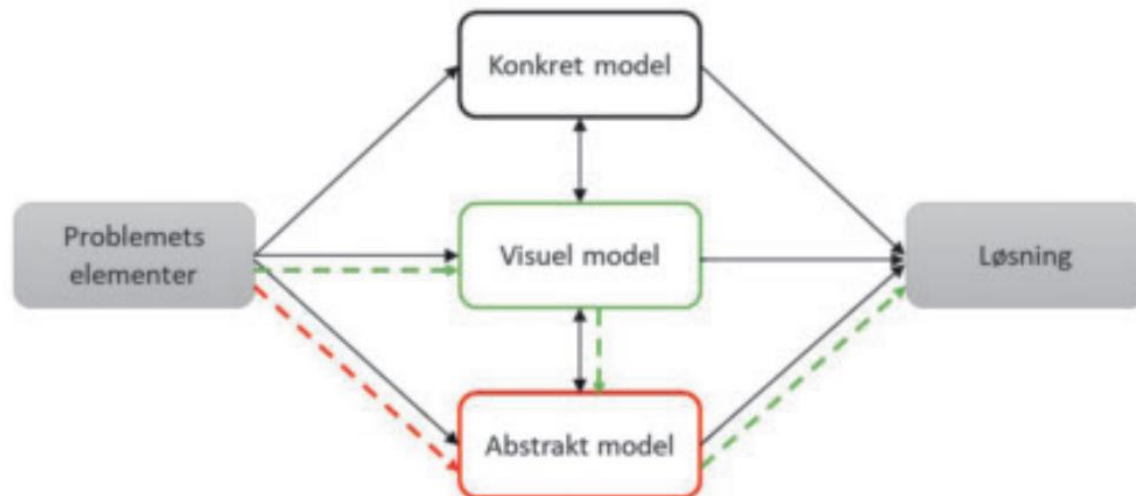 Konkret model
Problemets
elementer
Visuel model
Løsning
Abstrakt model